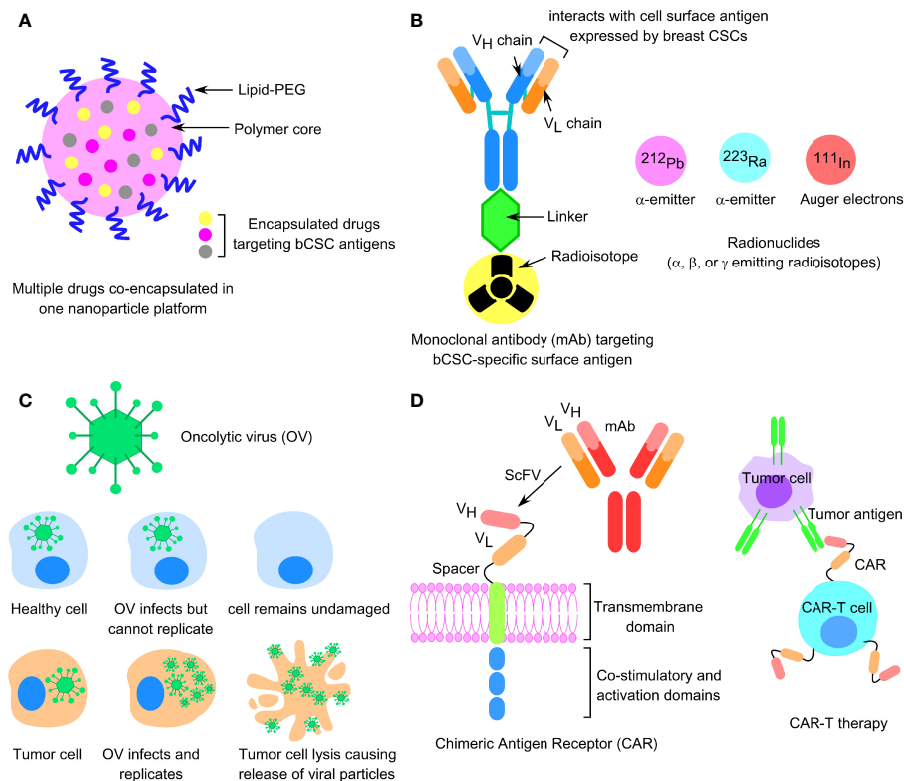 A
Lipid-PEG
Polymer core
Encapsulated drugs
targeting bCSC antigens
Multiple drugs co-encapsulated in
one nanoparticle platform
B
interacts with cell surface antigen
expressed by breast CSCs
VH chain
VL chain
Linker
Radioisotope
Monoclonal antibody (mAb) targeting
bCSC-specific surface antigen
212Pb
223Ra
111In
α-emitter
α-emitter
Auger electrons
Radionuclides
(α, β, or γ emitting radioisotopes)
C
Oncolytic virus (OV)
Healthy cell
OV infects but
cannot replicate
cell remains undamaged
Tumor cell
OV infects and
replicates
Tumor cell lysis causing
release of viral particles
D
VH
VL
mAb
ScFV
VH
VL
Spacer
Transmembrane
domain
Co-stimulatory and
activation domains
Chimeric Antigen Receptor (CAR)
Tumor cell
Tumor antigen
CAR
CAR-T cell
CAR-T therapy